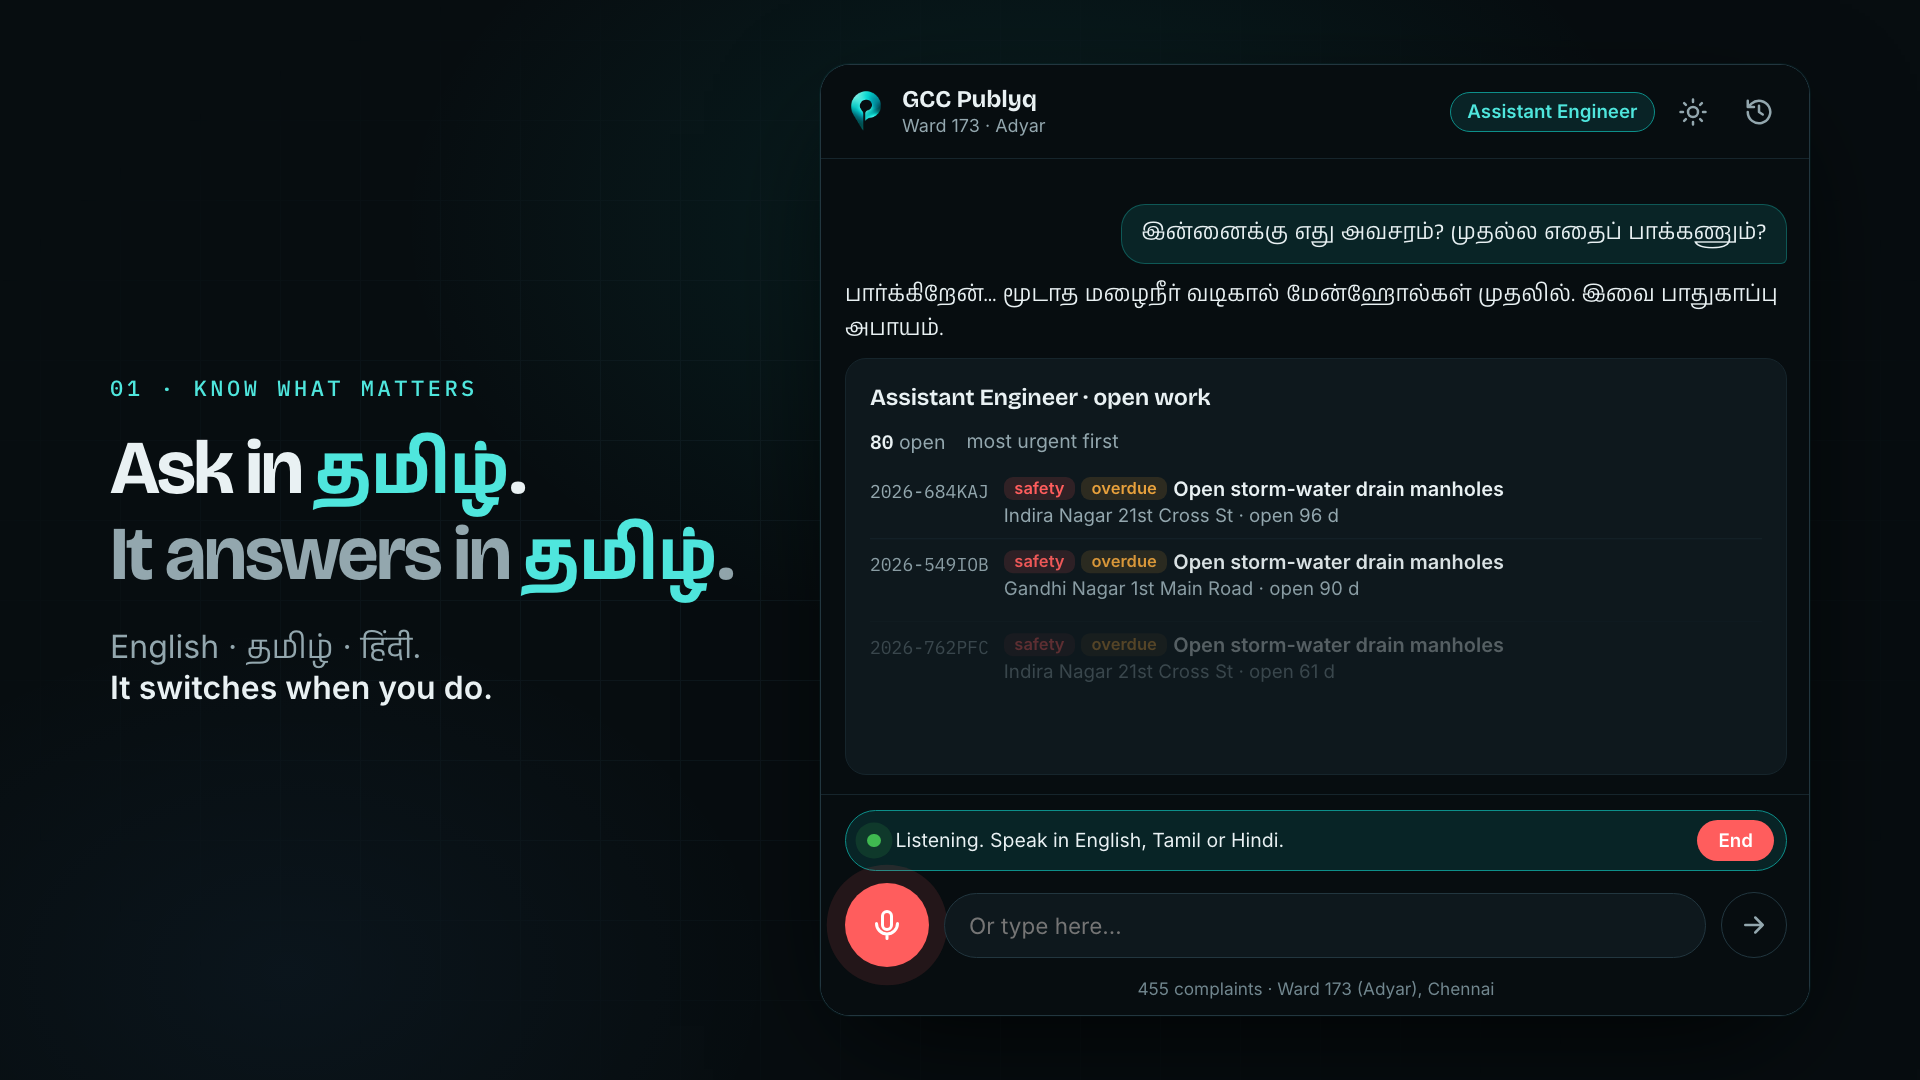 01 · KNOW WHAT MATTERS
Ask in தமிழ்.
It answers in தமிழ்.
English · தமிழ் · हिंदी.
It switches when you do.
GCC Publyq
Ward 173 · Adyar
Assistant Engineer
இன்னைக்கு எது அவசரம்? முதல்ல எதைப் பாக்கணும்?
பார்க்கிறேன்... மூடாத மழைநீர் வடிகால் மேன்ஹோல்கள் முதலில். இவை பாதுகாப்பு
அபாயம்.
Assistant Engineer · open work
80 open most urgent first
2026-684KAJ safety overdue Open storm-water drain manholes
Indira Nagar 21st Cross St · open 96 d
2026-549IOB safety overdue Open storm-water drain manholes
Gandhi Nagar 1st Main Road · open 90 d
2026-762PFC safety overdue Open storm-water drain manholes
Indira Nagar 21st Cross St · open 61 d
Listening. Speak in English, Tamil or Hindi.
End
Or type here...
455 complaints · Ward 173 (Adyar), Chennai